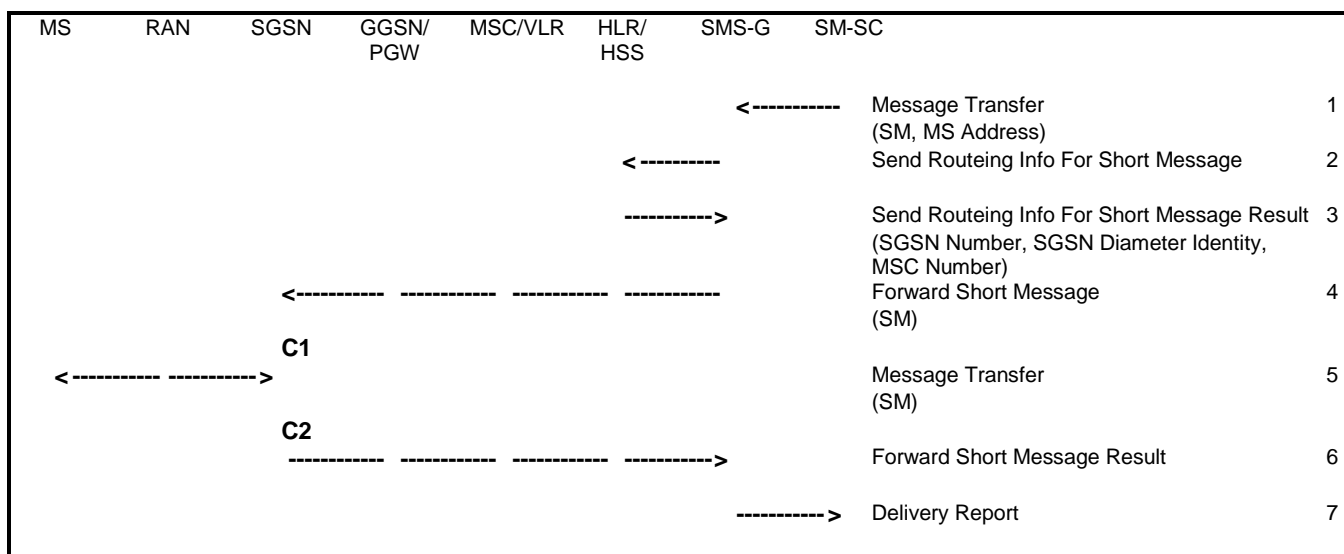 MS RAN SGSN GGSN/ MSC/VLR HLR/ SMS-G SM-SC
PGW HSS
<----------- Message Transfer 1
(SM, MS Address)
<---------- Send Routeing Info For Short Message 2
-----------> Send Routeing Info For Short Message Result 3
(SGSN Number, SGSN Diameter Identity,
MSC Number)
<----------- ------------ ------------ ------------ Forward Short Message 4
(SM)
C1
<----------- -----------> Message Transfer 5
(SM)
C2
------------ ------------ ------------ -----------> Forward Short Message Result 6
-----------> Delivery Report 7